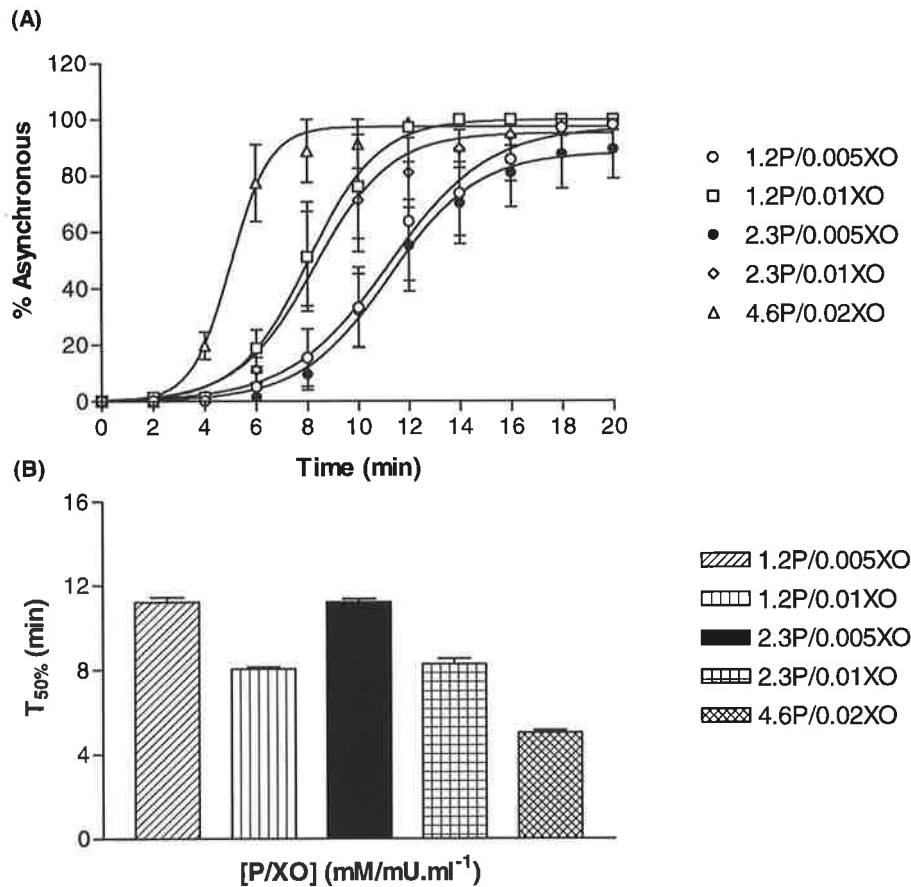 (A)
120
100
80
60
40
20
0
% Asynchronous
0 2 4 6 8 10 12 14 16 18 20
Time (min)
1.2P/0.005XO
1.2P/0.01XO
2.3P/0.005XO
2.3P/0.01XO
4.6P/0.02XO
(B)
16
12
8
4
0
T50% (min)
[P/XO] (mM/mU.ml-1)
1.2P/0.005XO
1.2P/0.01XO
2.3P/0.005XO
2.3P/0.01XO
4.6P/0.02XO